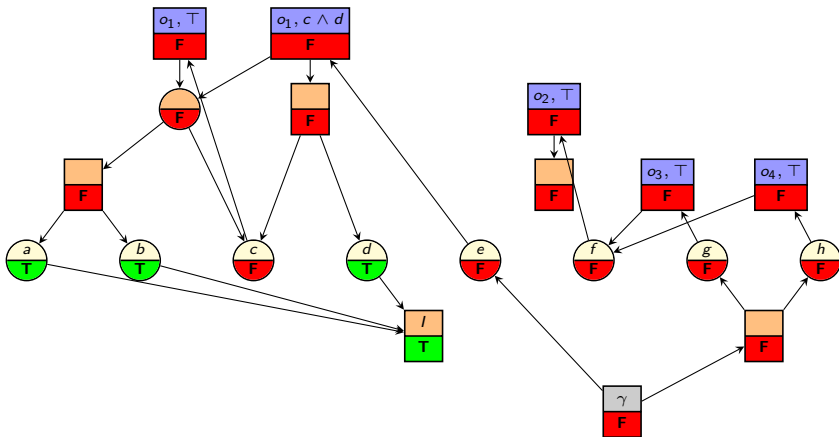 o₁, ⊤ o₁, c ∧ d
F F
o₂, ⊤
F F F
o₃, ⊤ o₄, ⊤
F F F F
a b c d e f g h
T T F T F F F F
I
T F
γ
F